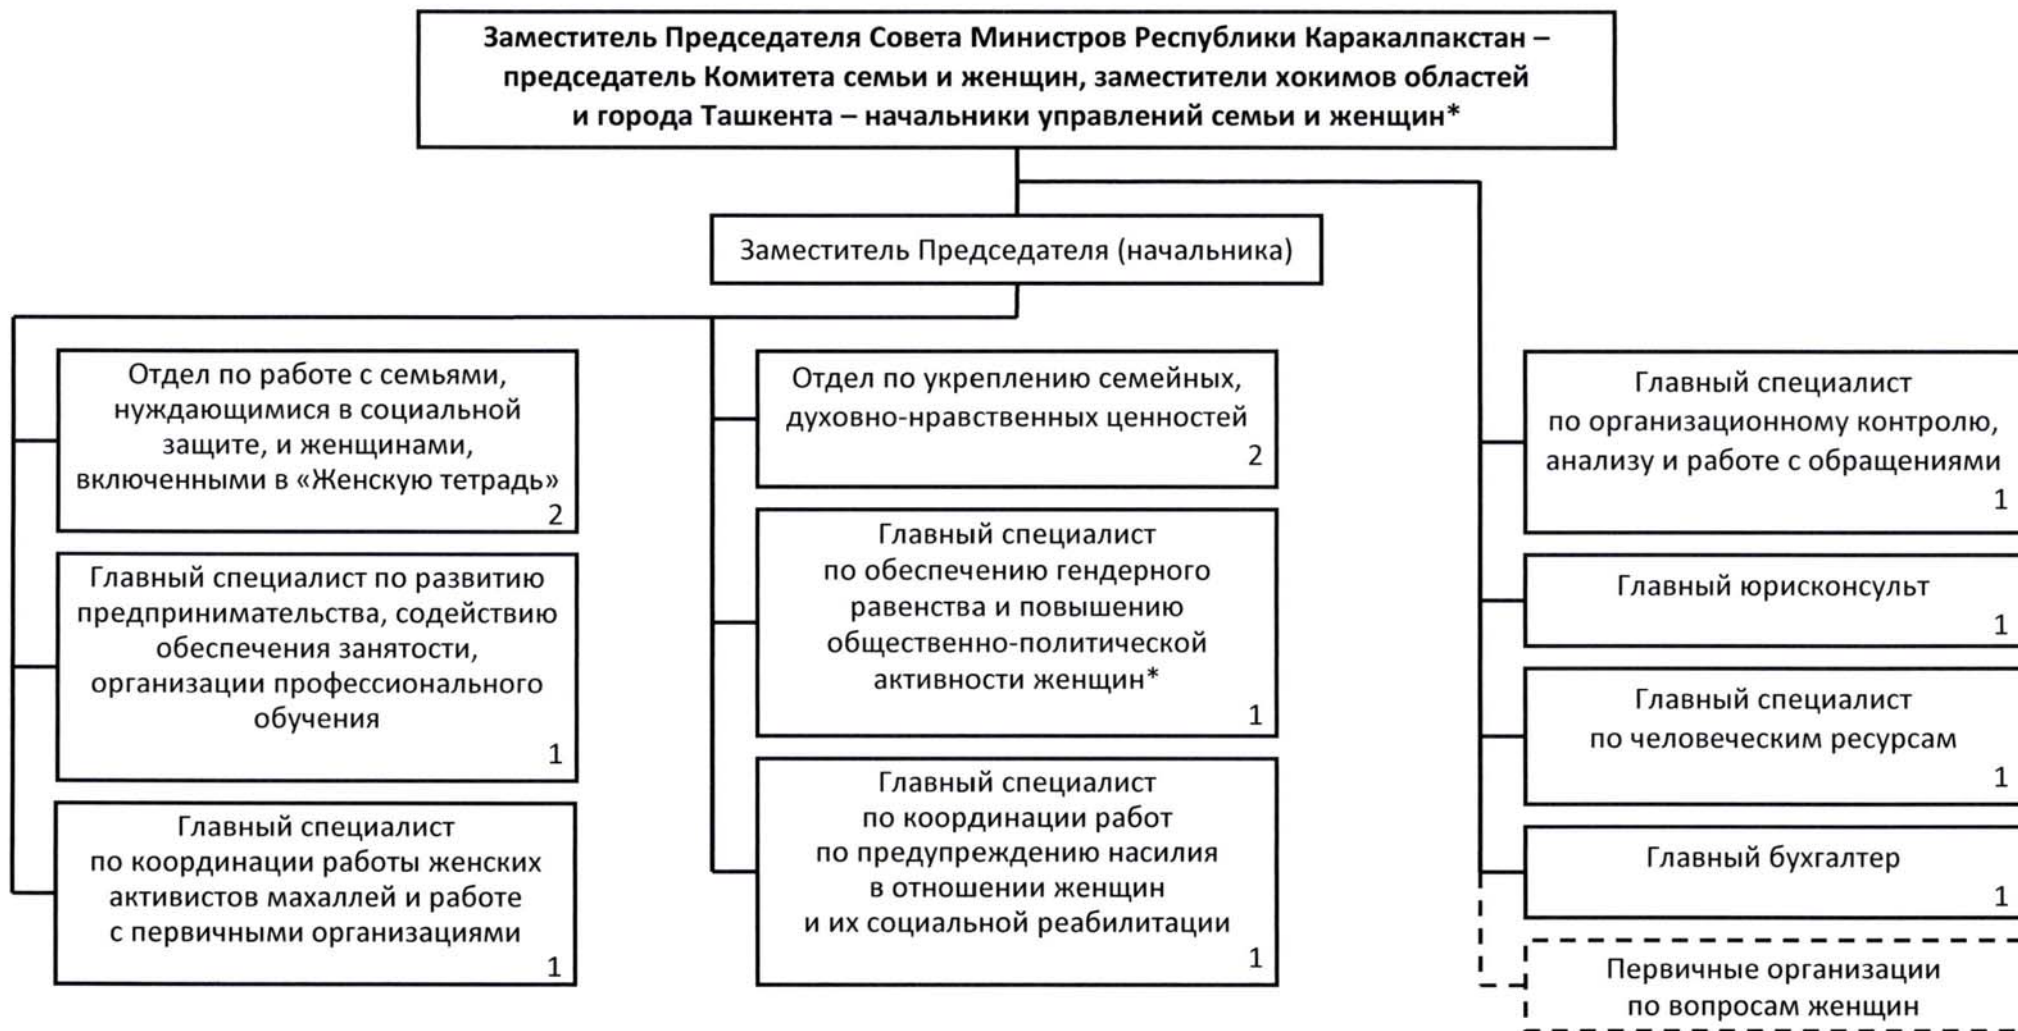 Заместитель Председателя Совета Министров Республики Каракалпакстан –
председатель Комитета семьи и женщин, заместители хокимов областей
и города Ташкента – начальники управлений семьи и женщин*
Заместитель Председателя (начальника)
Отдел по работе с семьями,
нуждающимися в социальной
защите, и женщинами,
включенными в «Женскую тетрадь»
2
Главный специалист по развитию
предпринимательства, содействию
обеспечения занятости,
организации профессионального
обучения
1
Главный специалист
по координации работы женских
активистов махаллей и работе
с первичными организациями
1
Отдел по укреплению семейных,
духовно-нравственных ценностей
2
Главный специалист
по обеспечению гендерного
равенства и повышению
общественно-политической
активности женщин*
1
Главный специалист
по координации работ
по предупреждению насилия
в отношении женщин
и их социальной реабилитации
1
Главный специалист
по организационному контролю,
анализу и работе с обращениями
1
Главный юрисконсульт
1
Главный специалист
по человеческим ресурсам
1
Главный бухгалтер
1
Первичные организации
по вопросам женщин